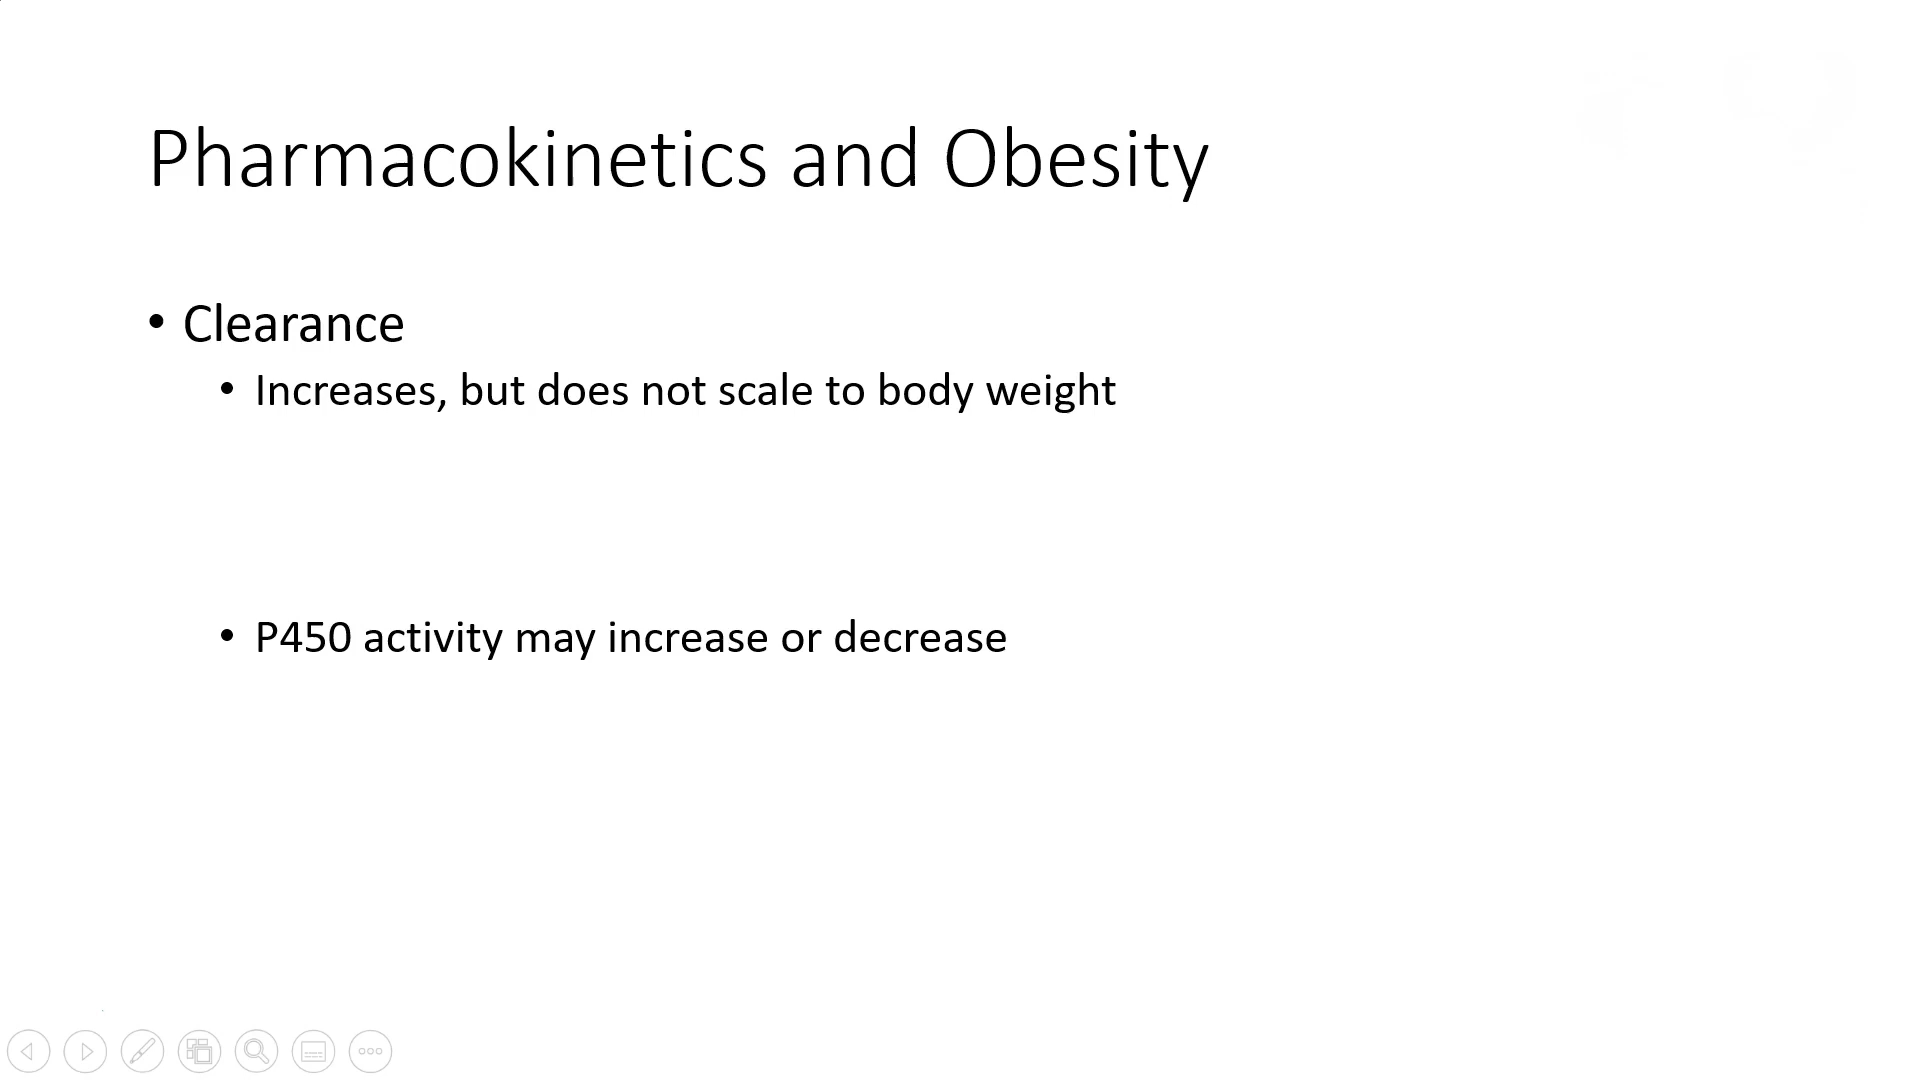 Pharmacokinetics and Obesity
• Clearance
• Increases, but does not scale to body weight
• P450 activity may increase or decrease